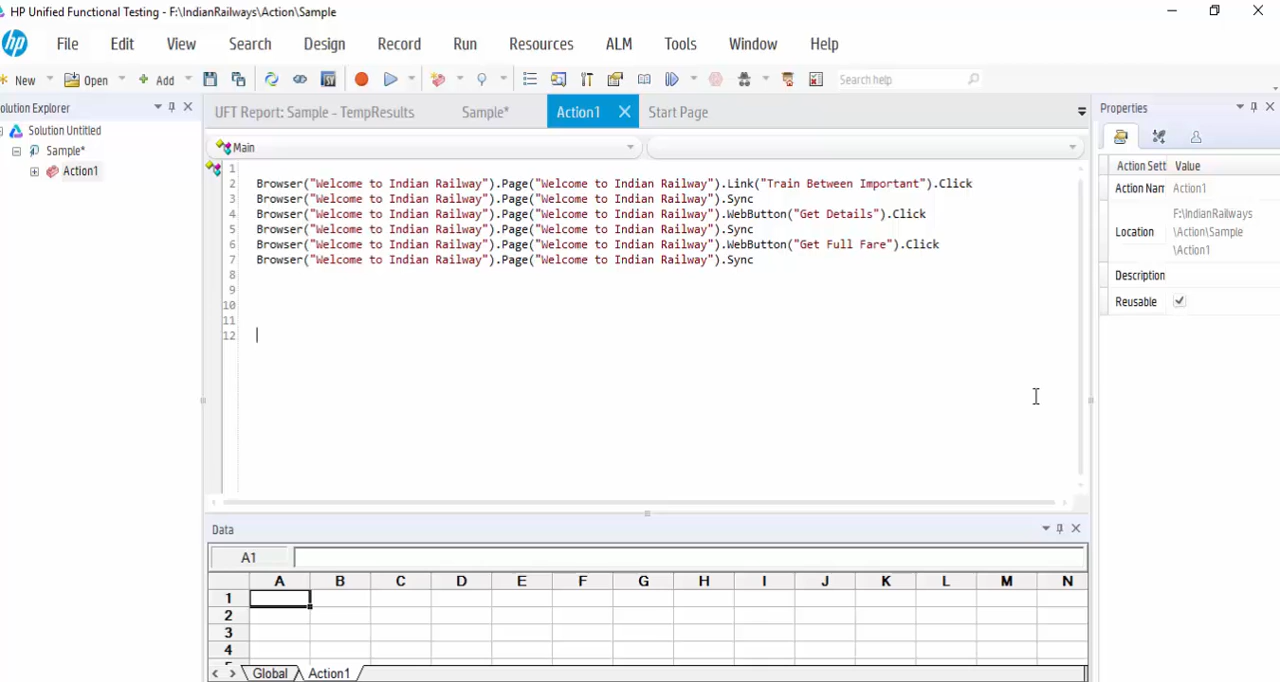 HP Unified Functional Testing - F:\IndianRailways\Action\Sample
hp File Edit View Search Design Record Run Resources ALM Tools Window Help
New Open Add Search help
olution Explorer
Solution Untitled
Sample*
Action1
UFT Report: Sample - TempResults Sample* Action1 Start Page
Main
1
2 Browser("Welcome to Indian Railway").Page("Welcome to Indian Railway").Link("Train Between Important").Click
3 Browser("Welcome to Indian Railway").Page("Welcome to Indian Railway").Sync
4 Browser("Welcome to Indian Railway").Page("Welcome to Indian Railway").WebButton("Get Details").Click
5 Browser("Welcome to Indian Railway").Page("Welcome to Indian Railway").Sync
6 Browser("Welcome to Indian Railway").Page("Welcome to Indian Railway").WebButton("Get Full Fare").Click
7 Browser("Welcome to Indian Railway").Page("Welcome to Indian Railway").Sync
8
9
10
11
12
Properties
Action Sett Value
Action Nam Action1
Location F:\IndianRailways
\Action\Sample
\Action1
Description
Reusable
Data
A1
A B C D E F G H I J K L M N
1
2
3
4
Global Action1